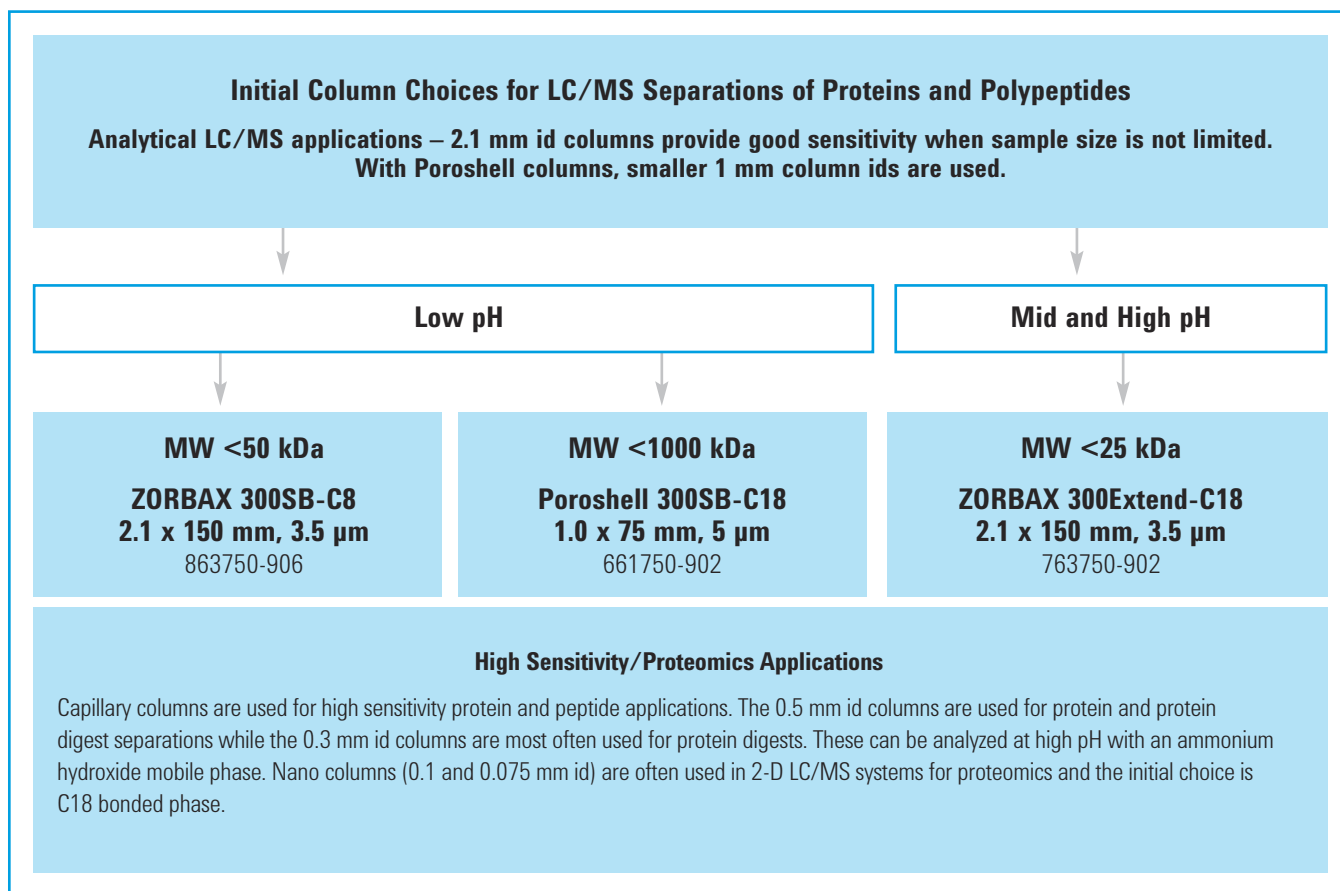 Initial Column Choices for LC/MS Separations of Proteins and Polypeptides
Analytical LC/MS applications – 2.1 mm id columns provide good sensitivity when sample size is not limited.
With Poroshell columns, smaller 1 mm column ids are used.
Low pH
Mid and High pH
MW <50 kDa
ZORBAX 300SB-C8
2.1 x 150 mm, 3.5 µm
863750-906
MW <1000 kDa
Poroshell 300SB-C18
1.0 x 75 mm, 5 µm
661750-902
MW <25 kDa
ZORBAX 300Extend-C18
2.1 x 150 mm, 3.5 µm
763750-902
High Sensitivity/Proteomics Applications
Capillary columns are used for high sensitivity protein and peptide applications. The 0.5 mm id columns are used for protein and protein
digest separations while the 0.3 mm id columns are most often used for protein digests. These can be analyzed at high pH with an ammonium
hydroxide mobile phase. Nano columns (0.1 and 0.075 mm id) are often used in 2-D LC/MS systems for proteomics and the initial choice is
C18 bonded phase.